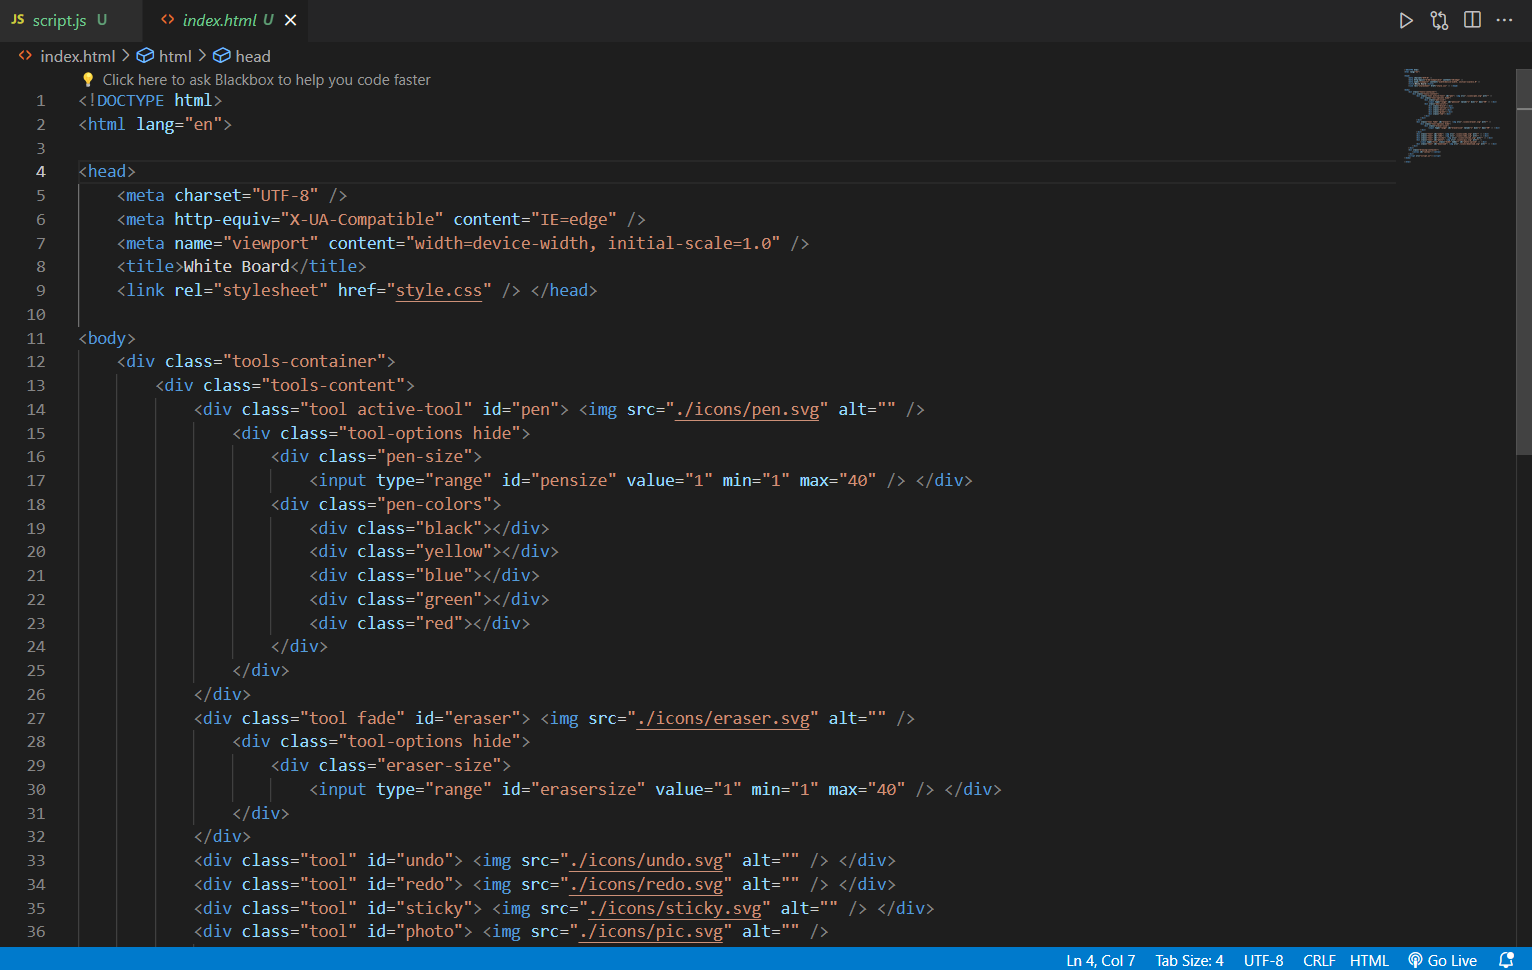 JS script.js U <> index.html U
<> index.html > html > head
Click here to ask Blackbox to help you code faster
1 <!DOCTYPE html>
2 <html lang="en">
3
4 <head>
5 <meta charset="UTF-8" />
6 <meta http-equiv="X-UA-Compatible" content="IE=edge" />
7 <meta name="viewport" content="width=device-width, initial-scale=1.0" />
8 <title>White Board</title>
9 <link rel="stylesheet" href="style.css" /> </head>
10
11 <body>
12 <div class="tools-container">
13 <div class="tools-content">
14 <div class="tool active-tool" id="pen"> <img src="./icons/pen.svg" alt="" />
15 <div class="tool-options hide">
16 <div class="pen-size">
17 <input type="range" id="pensize" value="1" min="1" max="40" /> </div>
18 <div class="pen-colors">
19 <div class="black"></div>
20 <div class="yellow"></div>
21 <div class="blue"></div>
22 <div class="green"></div>
23 <div class="red"></div>
24 </div>
25 </div>
26 </div>
27 <div class="tool fade" id="eraser"> <img src="./icons/eraser.svg" alt="" />
28 <div class="tool-options hide">
29 <div class="eraser-size">
30 <input type="range" id="erasersize" value="1" min="1" max="40" /> </div>
31 </div>
32 </div>
33 <div class="tool" id="undo"> <img src="./icons/undo.svg" alt="" /> </div>
34 <div class="tool" id="redo"> <img src="./icons/redo.svg" alt="" /> </div>
35 <div class="tool" id="sticky"> <img src="./icons/sticky.svg" alt="" /> </div>
36 <div class="tool" id="photo"> <img src="./icons/pic.svg" alt="" />
Ln 4, Col 7 Tab Size: 4 UTF-8 CRLF HTML Go Live